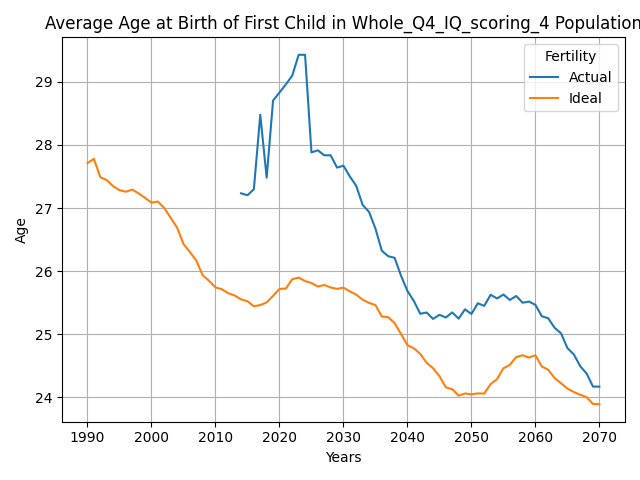 Average Age at Birth of First Child in Whole_Q4_IQ_scoring_4 Population
Fertility
Actual
Ideal
Age
29
28
27
26
25
24
1990 2000 2010 2020 2030 2040 2050 2060 2070
Years